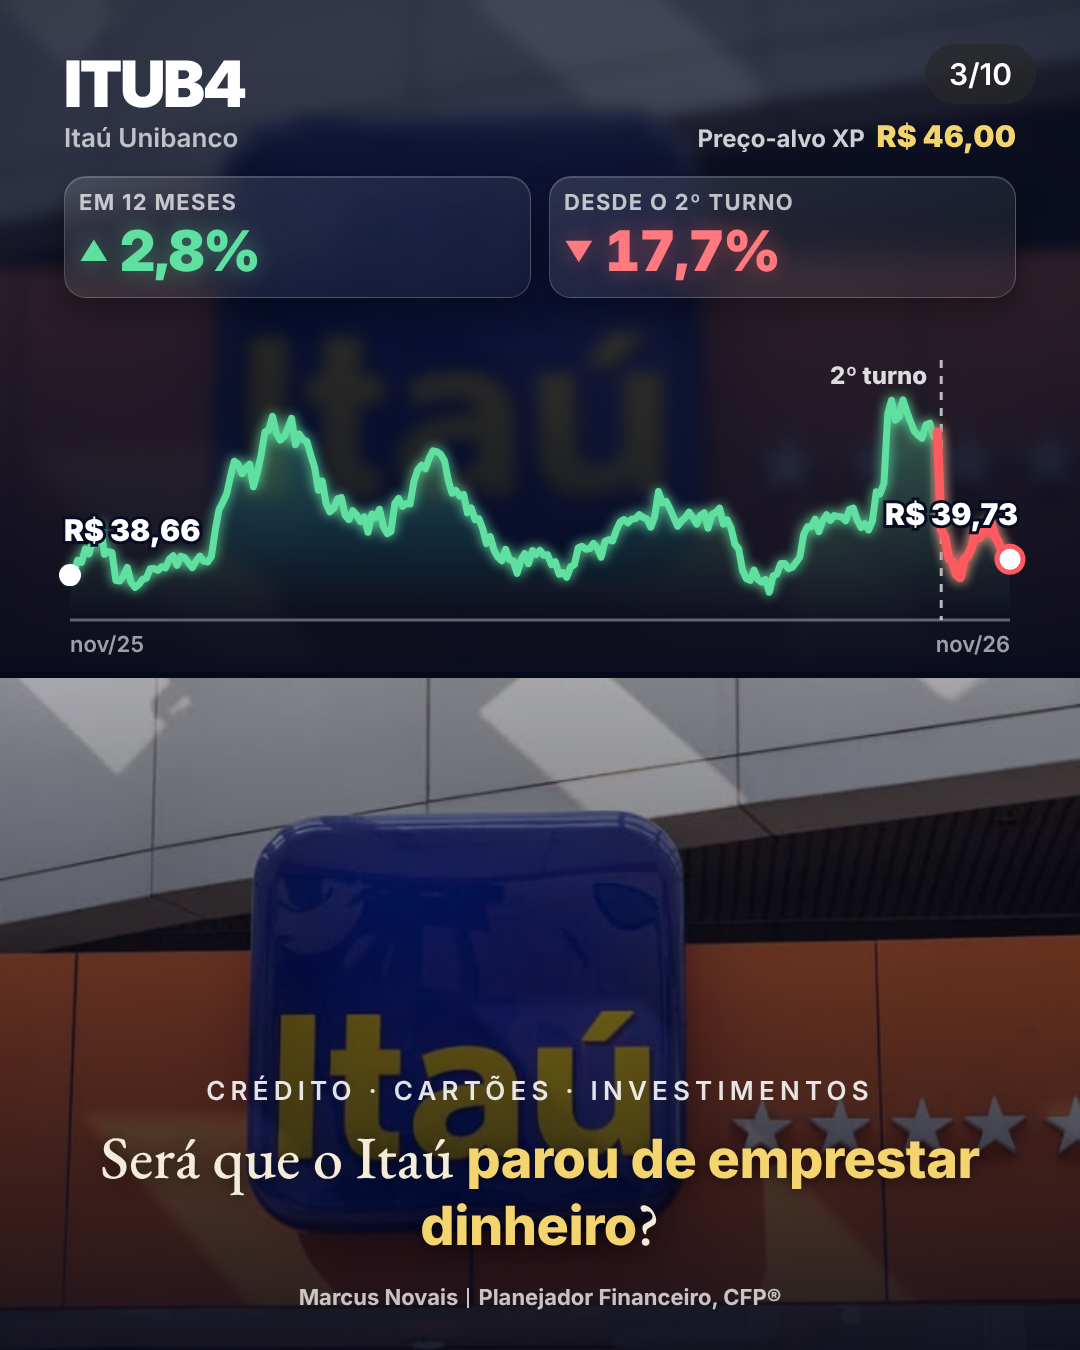 ITUB4
3/10
Itaú Unibanco
Preço-alvo XP R$ 46,00
EM 12 MESES
▲ 2,8%
DESDE O 2º TURNO
▼ 17,7%
2º turno
R$ 38,66
R$ 39,73
nov/25
nov/26
Itaú
CRÉDITO · CARTÕES · INVESTIMENTOS
Será que o Itaú parou de emprestar
dinheiro?
Marcus Novais | Planejador Financeiro, CFP®